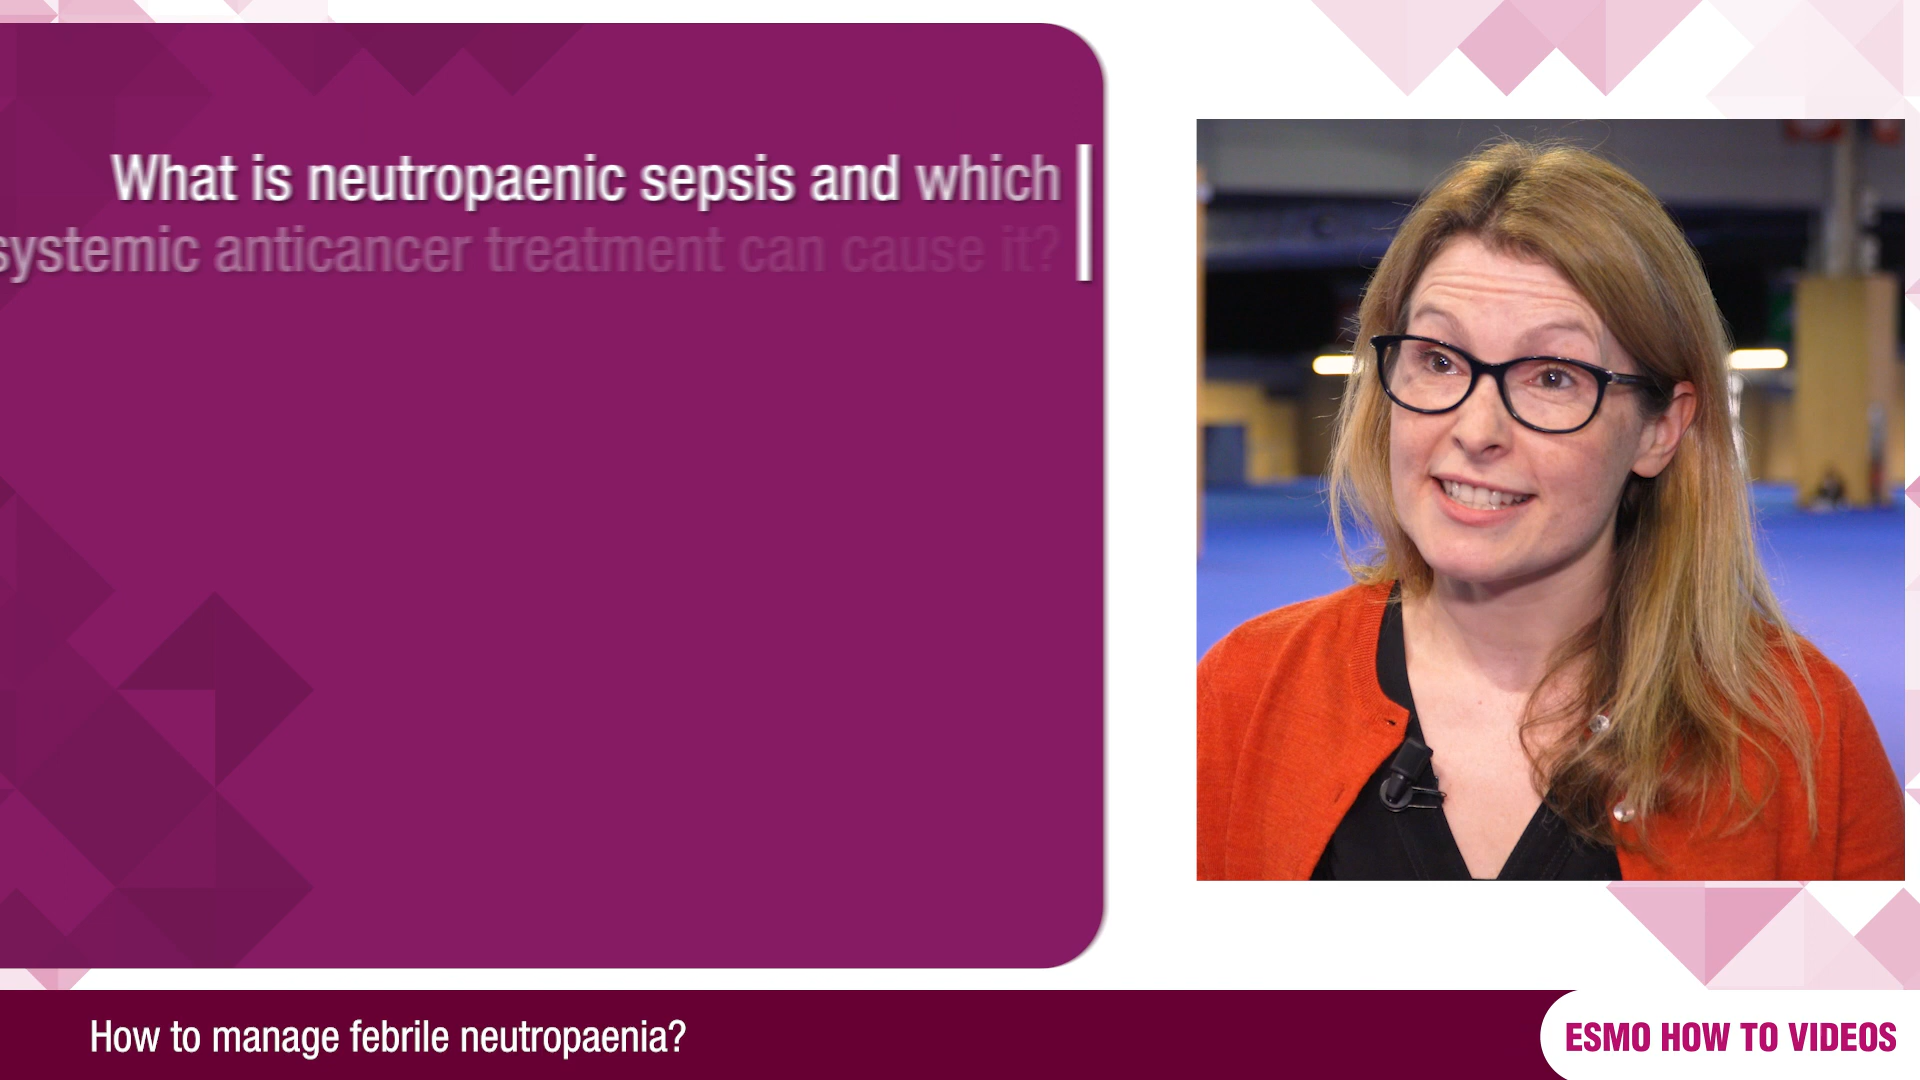 What is neutropaenic sepsis and which
systemic anticancer treatment can cause it?
How to manage febrile neutropaenia?
ESMO HOW TO VIDEOS